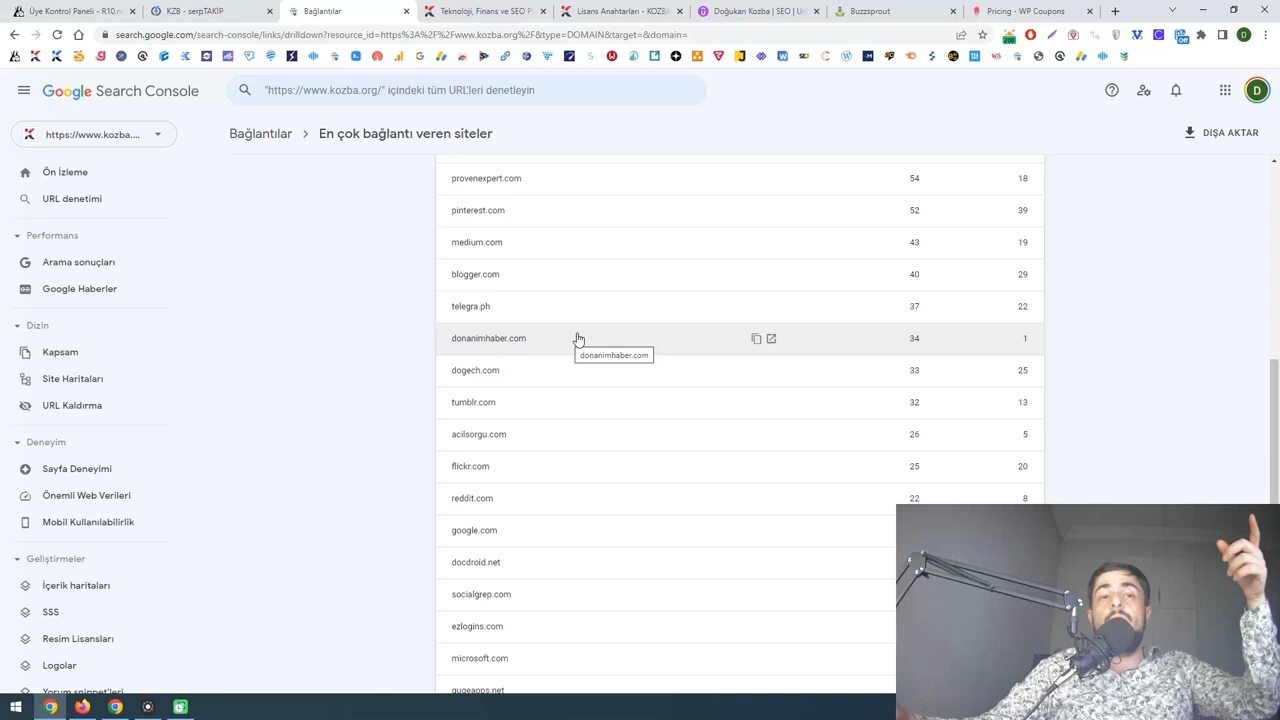 Üye Kontrol Paneli - R10.n
KZB - serpTAKİP
Bağlantılar
Teknoloji, Finans ve SEO P
Lisans Anahtarları - KOZBA
Doğukan Kozba | SEO | U
Buzzsprout
Pricing - WP Coupons
search.google.com/search-console/links/drilldown?resource_id=https%3A%2F%2Fwww.kozba.org%2F&type=DOMAIN&target=&domain=
Google Search Console
"https://www.kozba.org/" içindeki tüm URL'leri denetleyin
D
https://www.kozba....
Bağlantılar > En çok bağlantı veren siteler
DIŞA AKTAR
Ön İzleme
URL denetimi
Performans
Arama sonuçları
Google Haberler
Dizin
Kapsam
Site Haritaları
URL Kaldırma
Deneyim
Sayfa Deneyimi
Önemli Web Verileri
Mobil Kullanılabilirlik
Geliştirmeler
İçerik haritaları
SSS
Resim Lisansları
Logolar
Yorum snippet'leri
provenexpert.com 54 18
pinterest.com 52 39
medium.com 43 19
blogger.com 40 29
telegra.ph 37 22
donanimhaber.com 34 1
donanimhaber.com
dogech.com 33 25
tumblr.com 32 13
acilsorgu.com 26 5
flickr.com 25 20
reddit.com 22 8
google.com
docdroid.net
socialgrep.com
ezlogins.com
microsoft.com
gugeapps.net